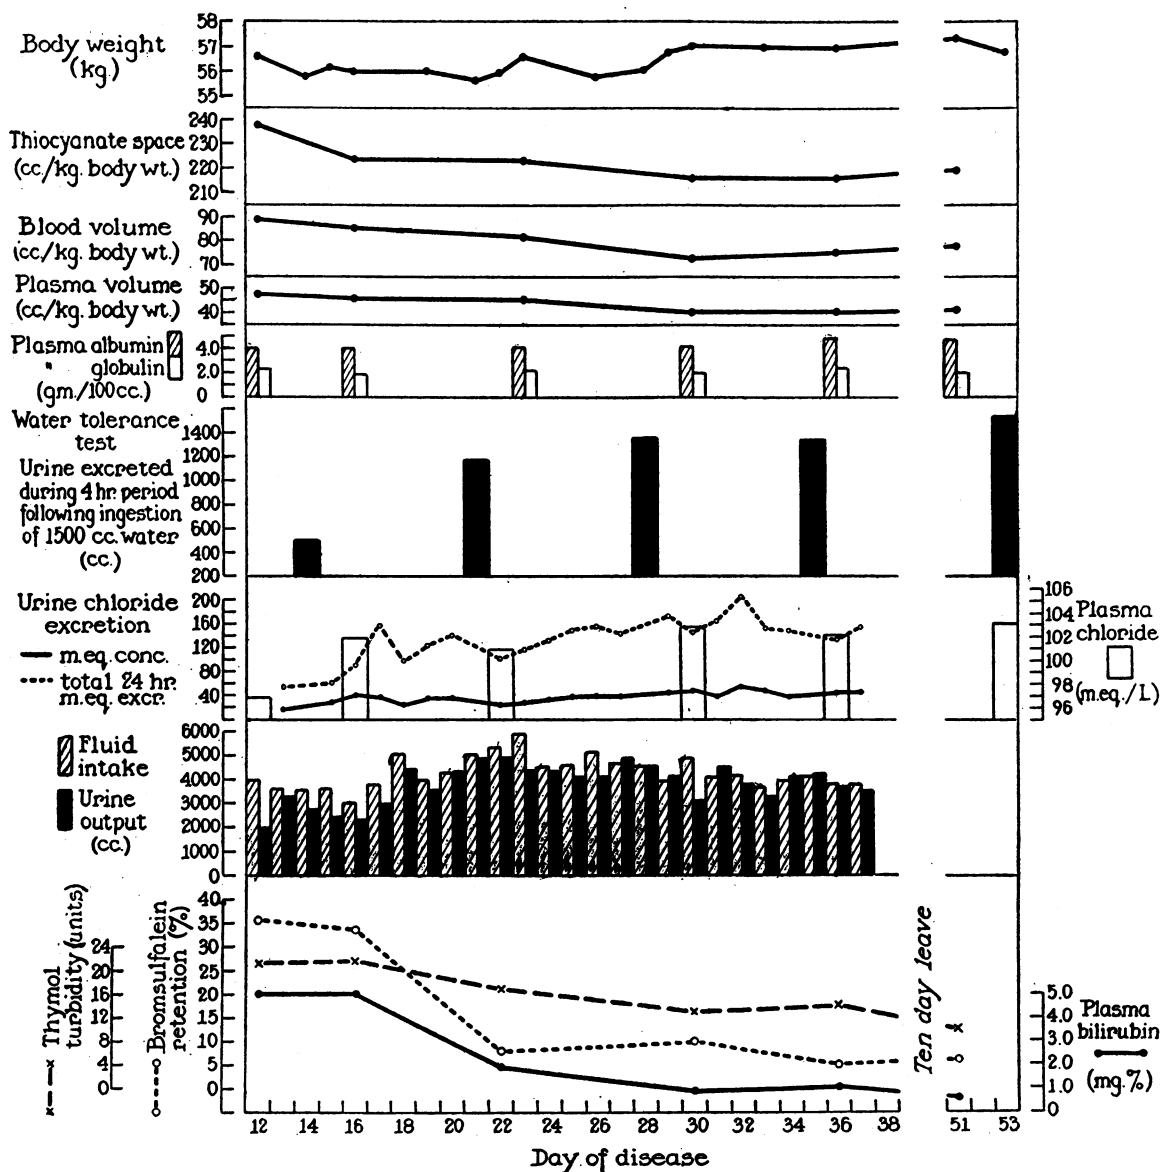 Body weight
(kg.)
58
57
56
55
Thiocyanate space
(cc./kg. body wt.)
240
230
220
210
Blood volume
(cc./kg. body wt.)
90
80
70
Plasma volume
(cc./kg. body wt.)
50
40
Plasma albumin
" globulin
(gm./100cc.)
4.0
2.0
0
Water tolerance
test
Urine excreted
during 4 hr. period
following ingestion
of 1500 cc. water
(cc.)
1400
1200
1000
800
600
400
200
Urine chloride
excretion
m.eq. conc.
total 24 hr.
m.eq. excr.
200
160
120
80
40
106
104
102
100
98
96
Plasma
chloride
(m.eq./L)
Fluid
intake
Urine
output
(cc.)
6000
5000
4000
3000
2000
1000
0
Thymol
turbidity (units)
24
20
16
12
8
4
0
Bromsulfalein
retention (%)
40
35
30
25
20
15
10
5
0
Ten day leave
5.0
4.0
3.0
2.0
1.0
0
Plasma
bilirubin
(mg.%)
12 14 16 18 20 22 24 26 28 30 32 34 36 38 51 53
Day of disease